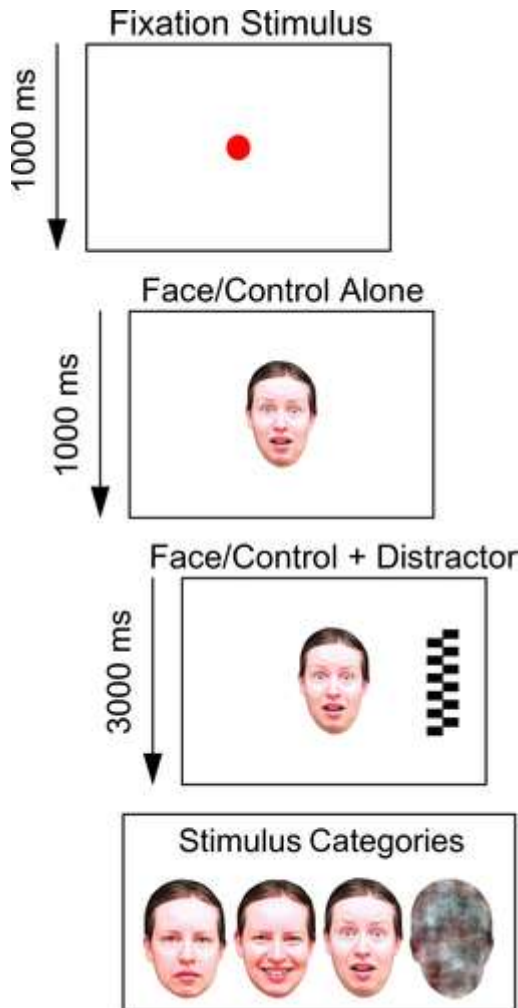 Fixation Stimulus
1000 ms
Face/Control Alone
1000 ms
Face/Control + Distractor
3000 ms
Stimulus Categories